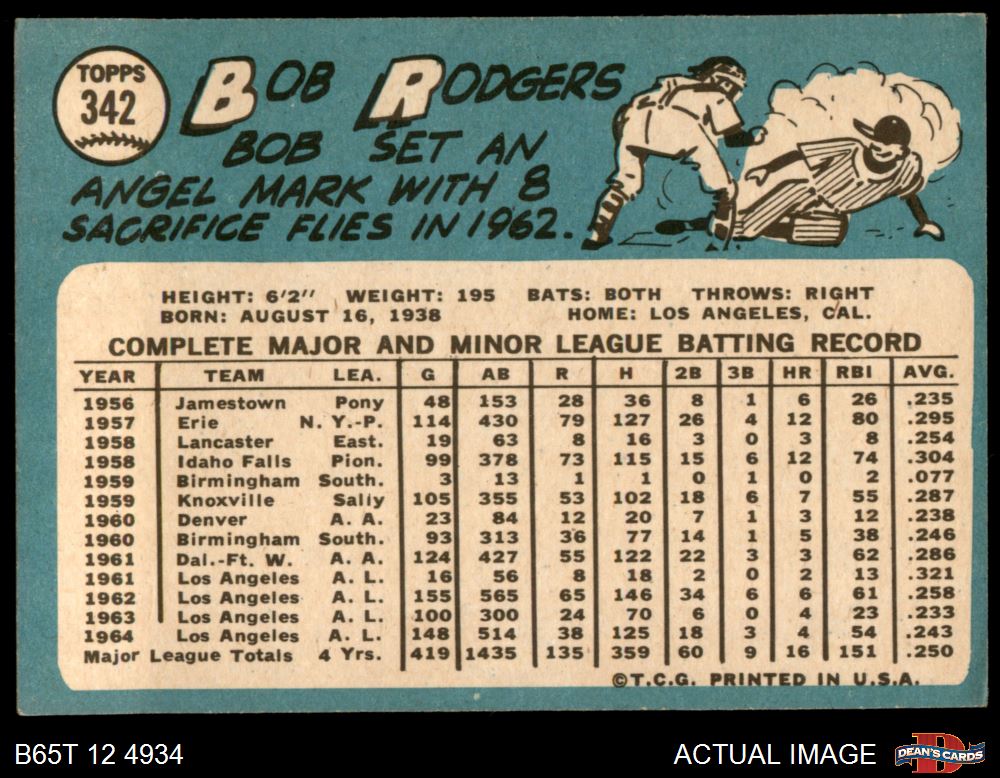 TOPPS
342
BOB RODGERS
BOB SET AN
ANGEL MARK WITH 8
SACRIFICE FLIES IN 1962.
HEIGHT: 6'2" WEIGHT: 195 BATS: BOTH THROWS: RIGHT
BORN: AUGUST 16, 1938 HOME: LOS ANGELES, CAL.
COMPLETE MAJOR AND MINOR LEAGUE BATTING RECORD
YEAR TEAM LEA. G AB R H 2B 3B HR RBI AVG.
1956 Jamestown Pony 48 153 28 36 8 1 6 26 .235
1957 Erie N. Y.-P. 114 430 79 127 26 4 12 80 .295
1958 Lancaster East. 19 63 8 16 3 0 3 8 .254
1958 Idaho Falls Pion. 99 378 73 115 15 6 12 74 .304
1959 Birmingham South. 3 13 1 1 0 1 0 2 .077
1959 Knoxville Sally 105 355 53 102 18 6 7 55 .287
1960 Denver A. A. 23 84 12 20 7 1 3 12 .238
1960 Birmingham South. 93 313 36 77 14 1 5 38 .246
1961 Dal.-Ft. W. A. A. 124 427 55 122 22 3 3 62 .286
1961 Los Angeles A. L. 16 56 8 18 2 0 2 13 .321
1962 Los Angeles A. L. 155 565 65 146 34 6 6 61 .258
1963 Los Angeles A. L. 100 300 24 70 6 0 4 23 .233
1964 Los Angeles A. L. 148 514 38 125 18 3 4 54 .243
Major League Totals 4 Yrs. 419 1435 135 359 60 9 16 151 .250
©T.C.G. PRINTED IN U.S.A.
B65T 12 4934 ACTUAL IMAGE DEAN'S CARDS